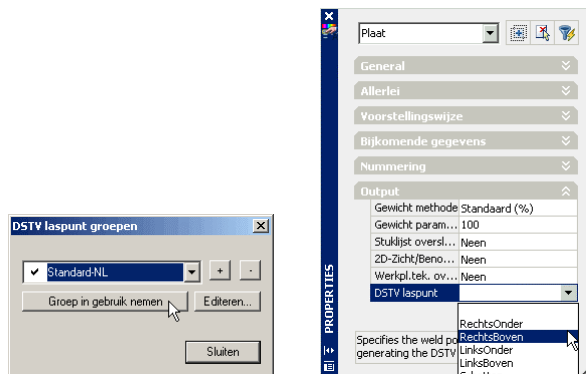 DSTV laspunt groepen
Standard-NL
+
-
Groep in gebruik nemen
Editeren...
Sluiten
PROPERTIES
Plaat
General
Allerlei
Voorstellingswijze
Bijkomende gegevens
Nummering
Output
Gewicht methode Standaard (%)
Gewicht param... 100
Stuklijst oversl... Neen
2D-Zicht/Beno... Neen
Werkpl.tek. ov... Neen
DSTV laspunt
RechtsOnder
RechtsBoven
LinksOnder
LinksBoven
Specifies the weld po
generating the DSTV